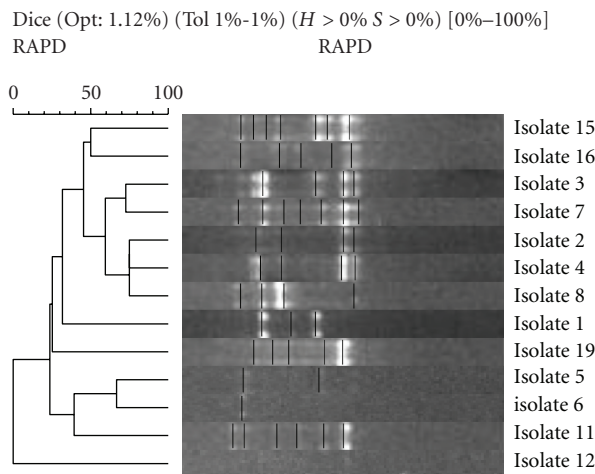 Dice (Opt: 1.12%) (Tol 1%-1%) (H > 0% S > 0%) [0%–100%]
RAPD RAPD
0 50 100
Isolate 15
Isolate 16
Isolate 3
Isolate 7
Isolate 2
Isolate 4
Isolate 8
Isolate 1
Isolate 19
Isolate 5
isolate 6
Isolate 11
Isolate 12